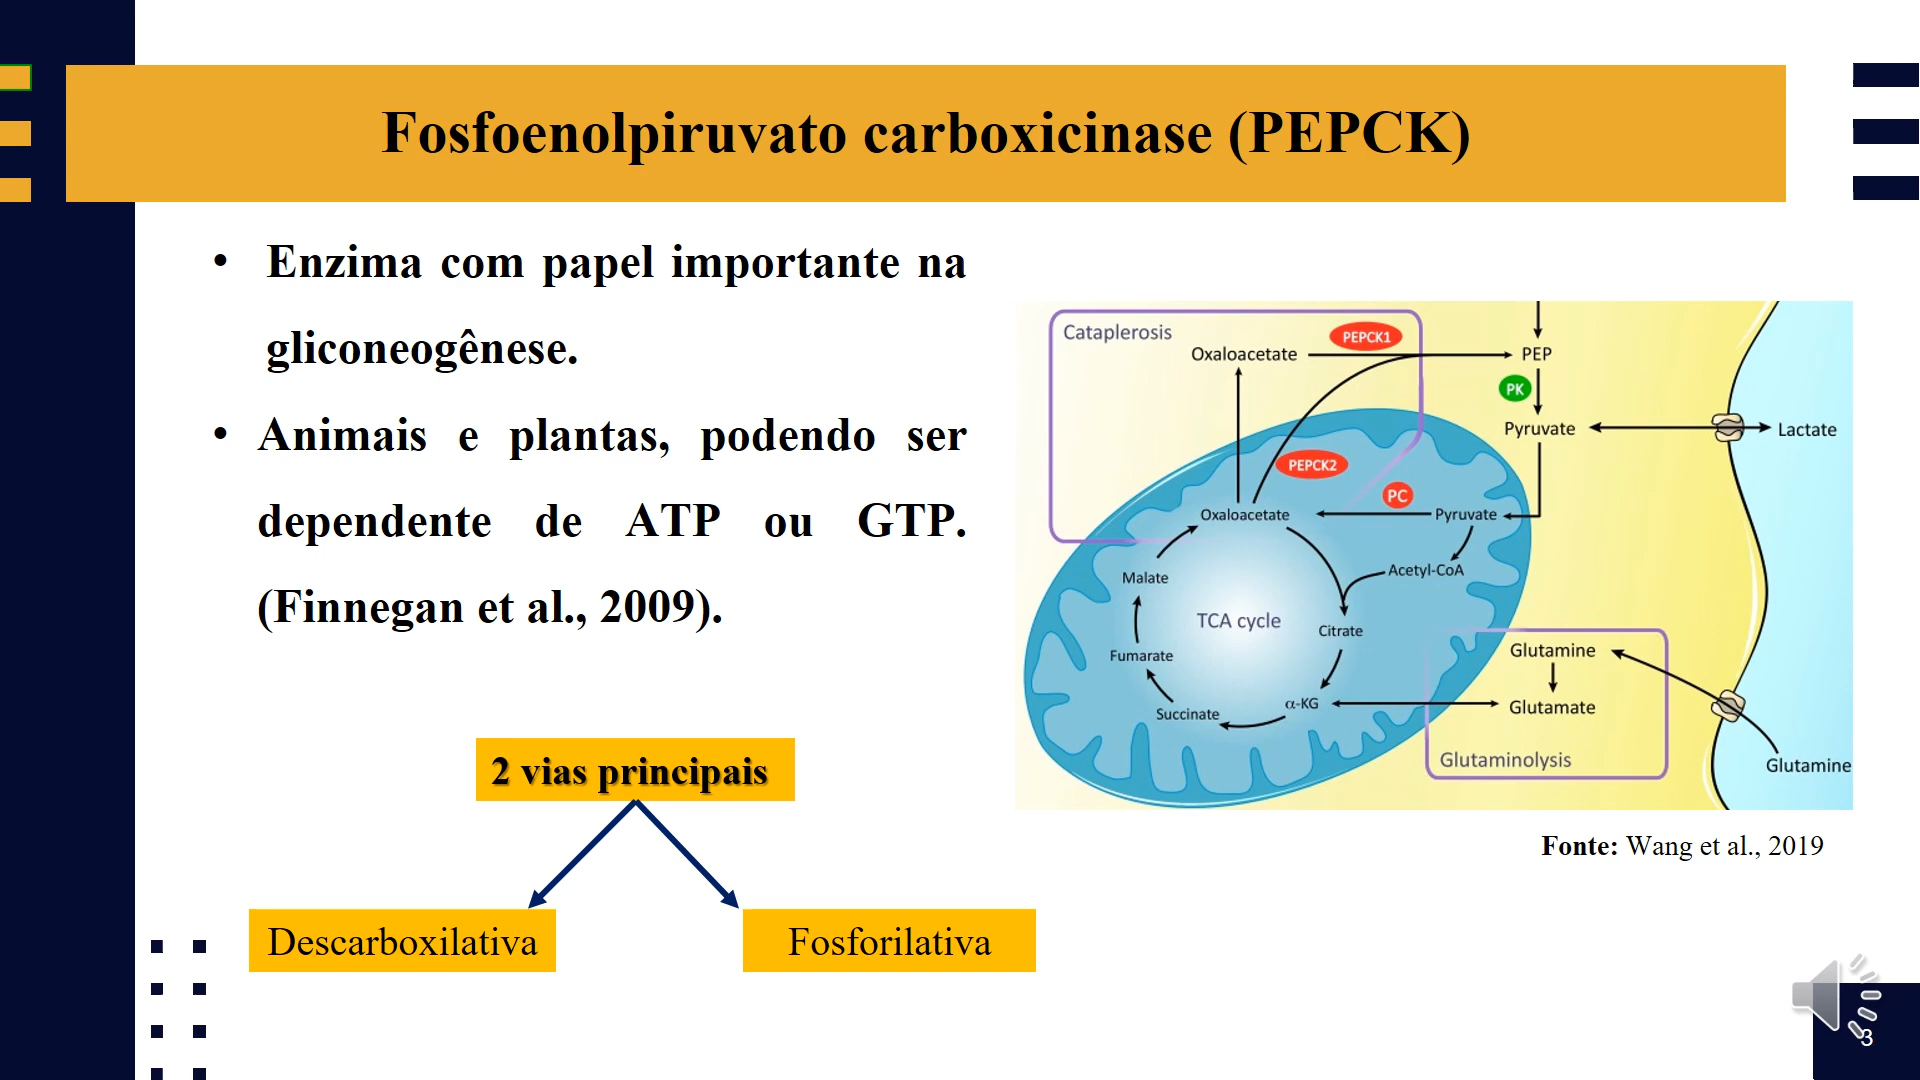 Fosfoenolpiruvato carboxicinase (PEPCK)
• Enzima com papel importante na
gliconeogênese.
• Animais e plantas, podendo ser
dependente de ATP ou GTP.
(Finnegan et al., 2009).
2 vias principais
Descarboxilativa
Fosforilativa
Cataplerosis
PEPCK1
Oxaloacetate
PEP
PK
Pyruvate
Lactate
PEPCK2
PC
Oxaloacetate
Pyruvate
Acetyl-CoA
Malate
TCA cycle
Citrate
Fumarate
Glutamine
α-KG
Glutamate
Succinate
Glutaminolysis
Glutamine
Fonte: Wang et al., 2019
3